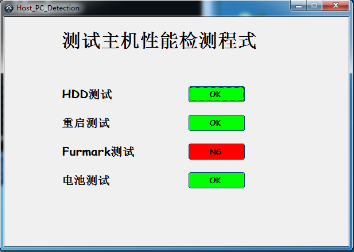 Host_PC_Detection
测试主机性能检测程式
HDD测试 OK
重启测试 OK
Furmark测试 NG
电池测试 OK